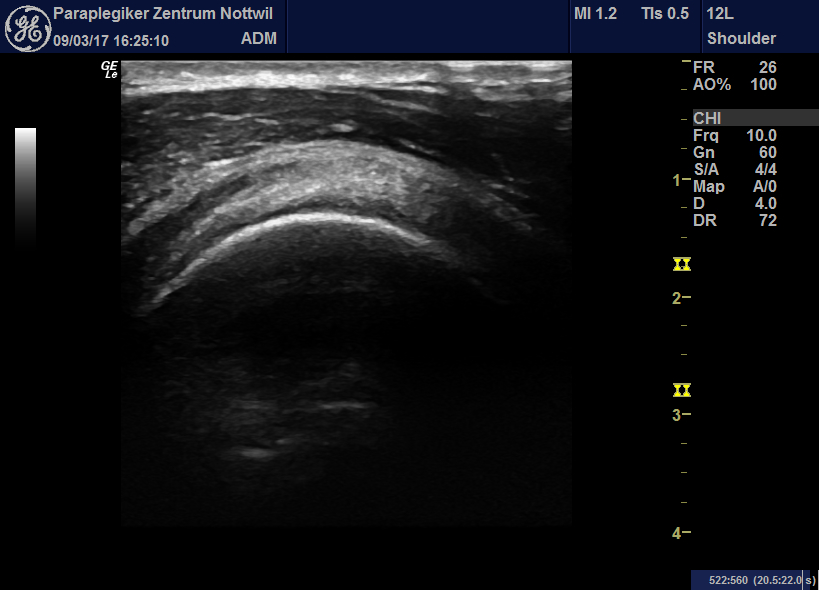 GE
Paraplegiker Zentrum Nottwil
09/03/17 16:25:10 ADM
MI 1.2 TIs 0.5
12L
Shoulder
GE
Le
FR 26
AO% 100
CHI
Frq 10.0
Gn 60
S/A 4/4
Map A/0
D 4.0
DR 72
1
2
3
4
522:560 (20.5:22.0 s)